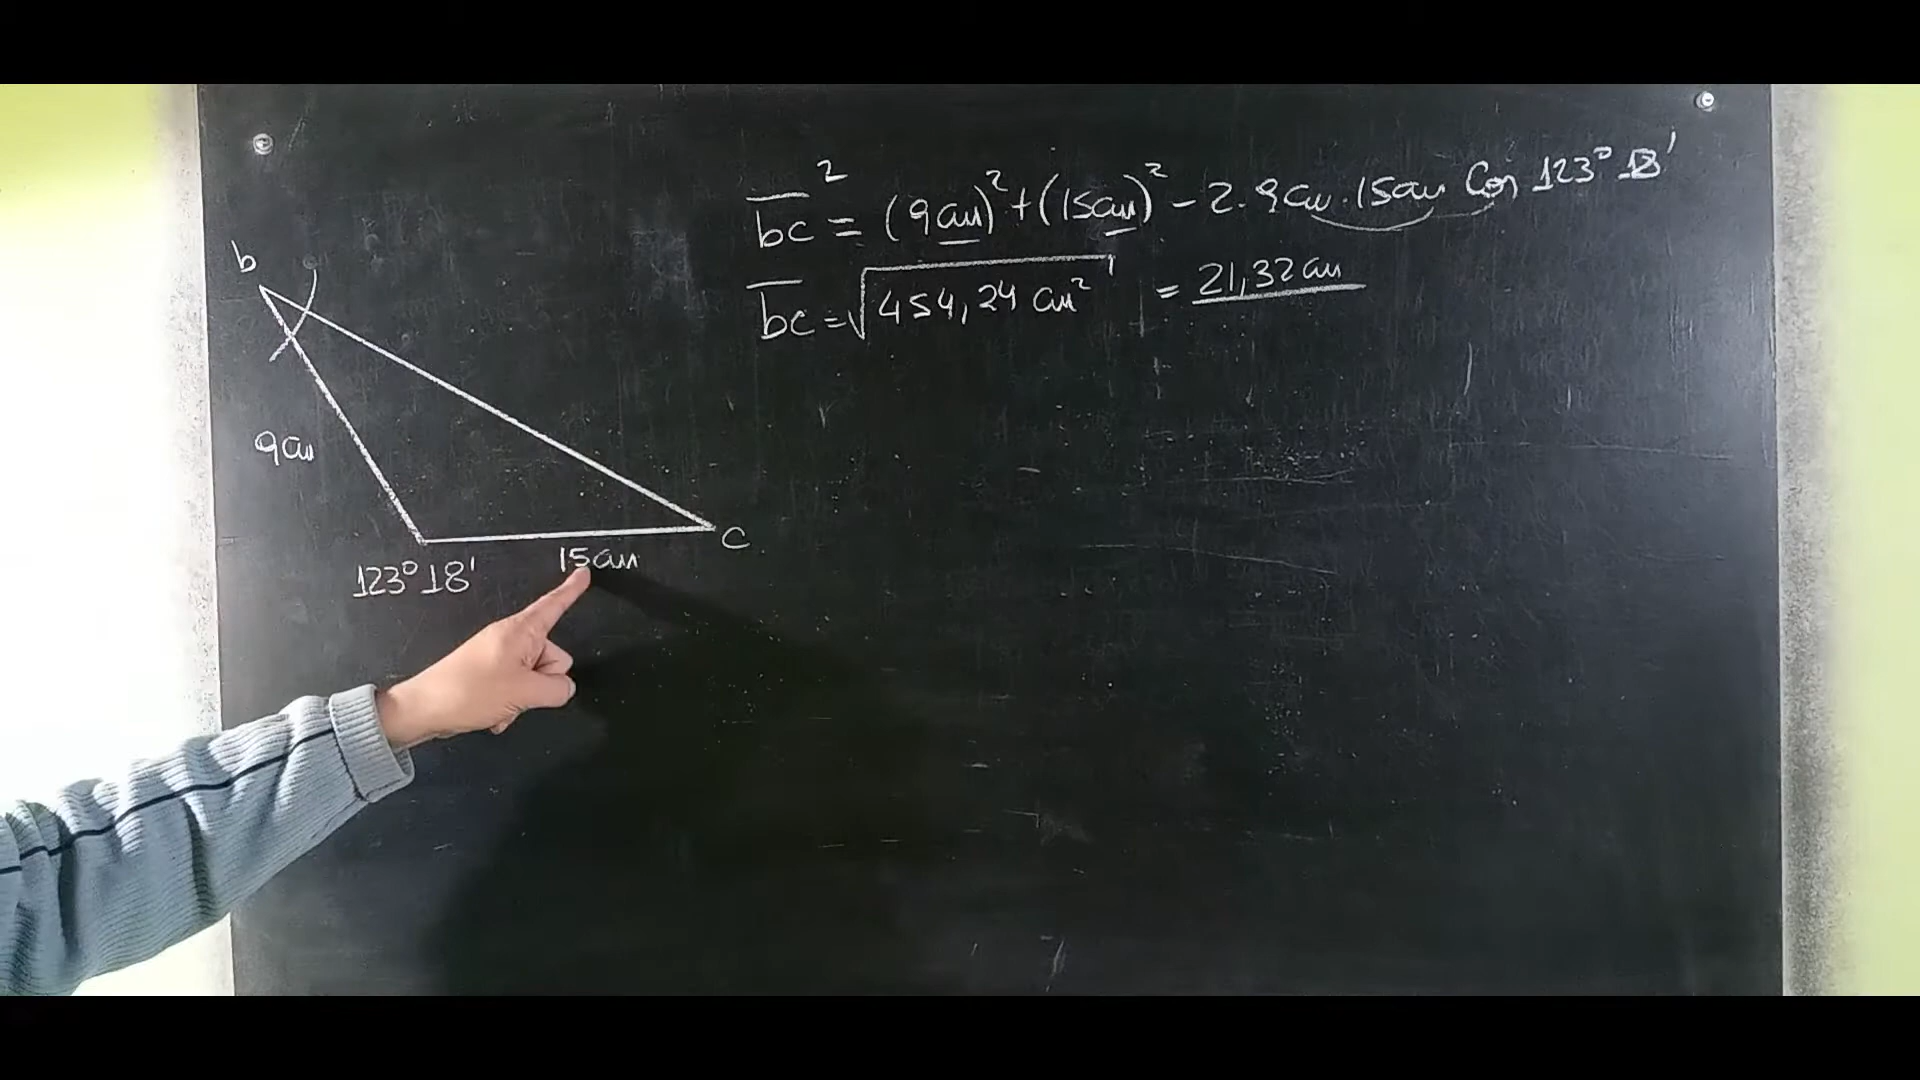 bc² = (9cm)² + (15cm)² - 2.9cm.15cm Cos 123° 18'
bc = √454,24 cm² = 21,32 cm
b
9cm
c
123° 18'
15cm